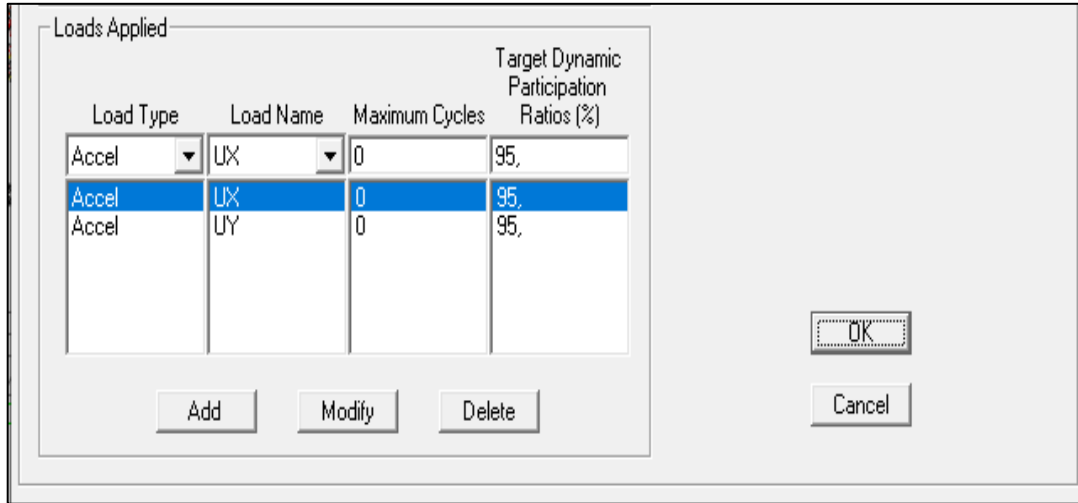 Loads Applied
Target Dynamic
Participation
Load Type Load Name Maximum Cycles Ratios (%)
Accel UX 0 95,
Accel UX 0 95,
Accel UY 0 95,
OK
Add Modify Delete Cancel